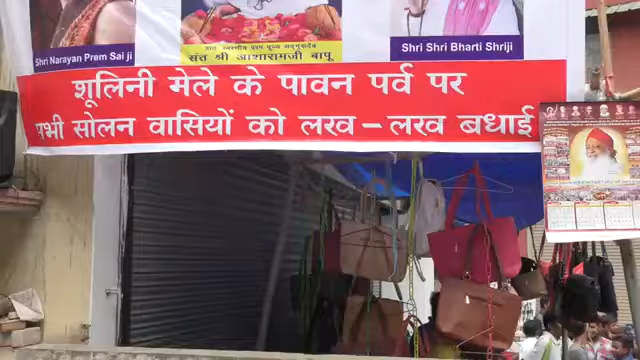 Shri Narayan Prem Sai ji
संत श्री आशारामजी बापू
Shri Shri Bharti Shriji
शूलिनी मेले के पावन पर्व पर
सभी सोलन वासियों को लख – लख बधाई